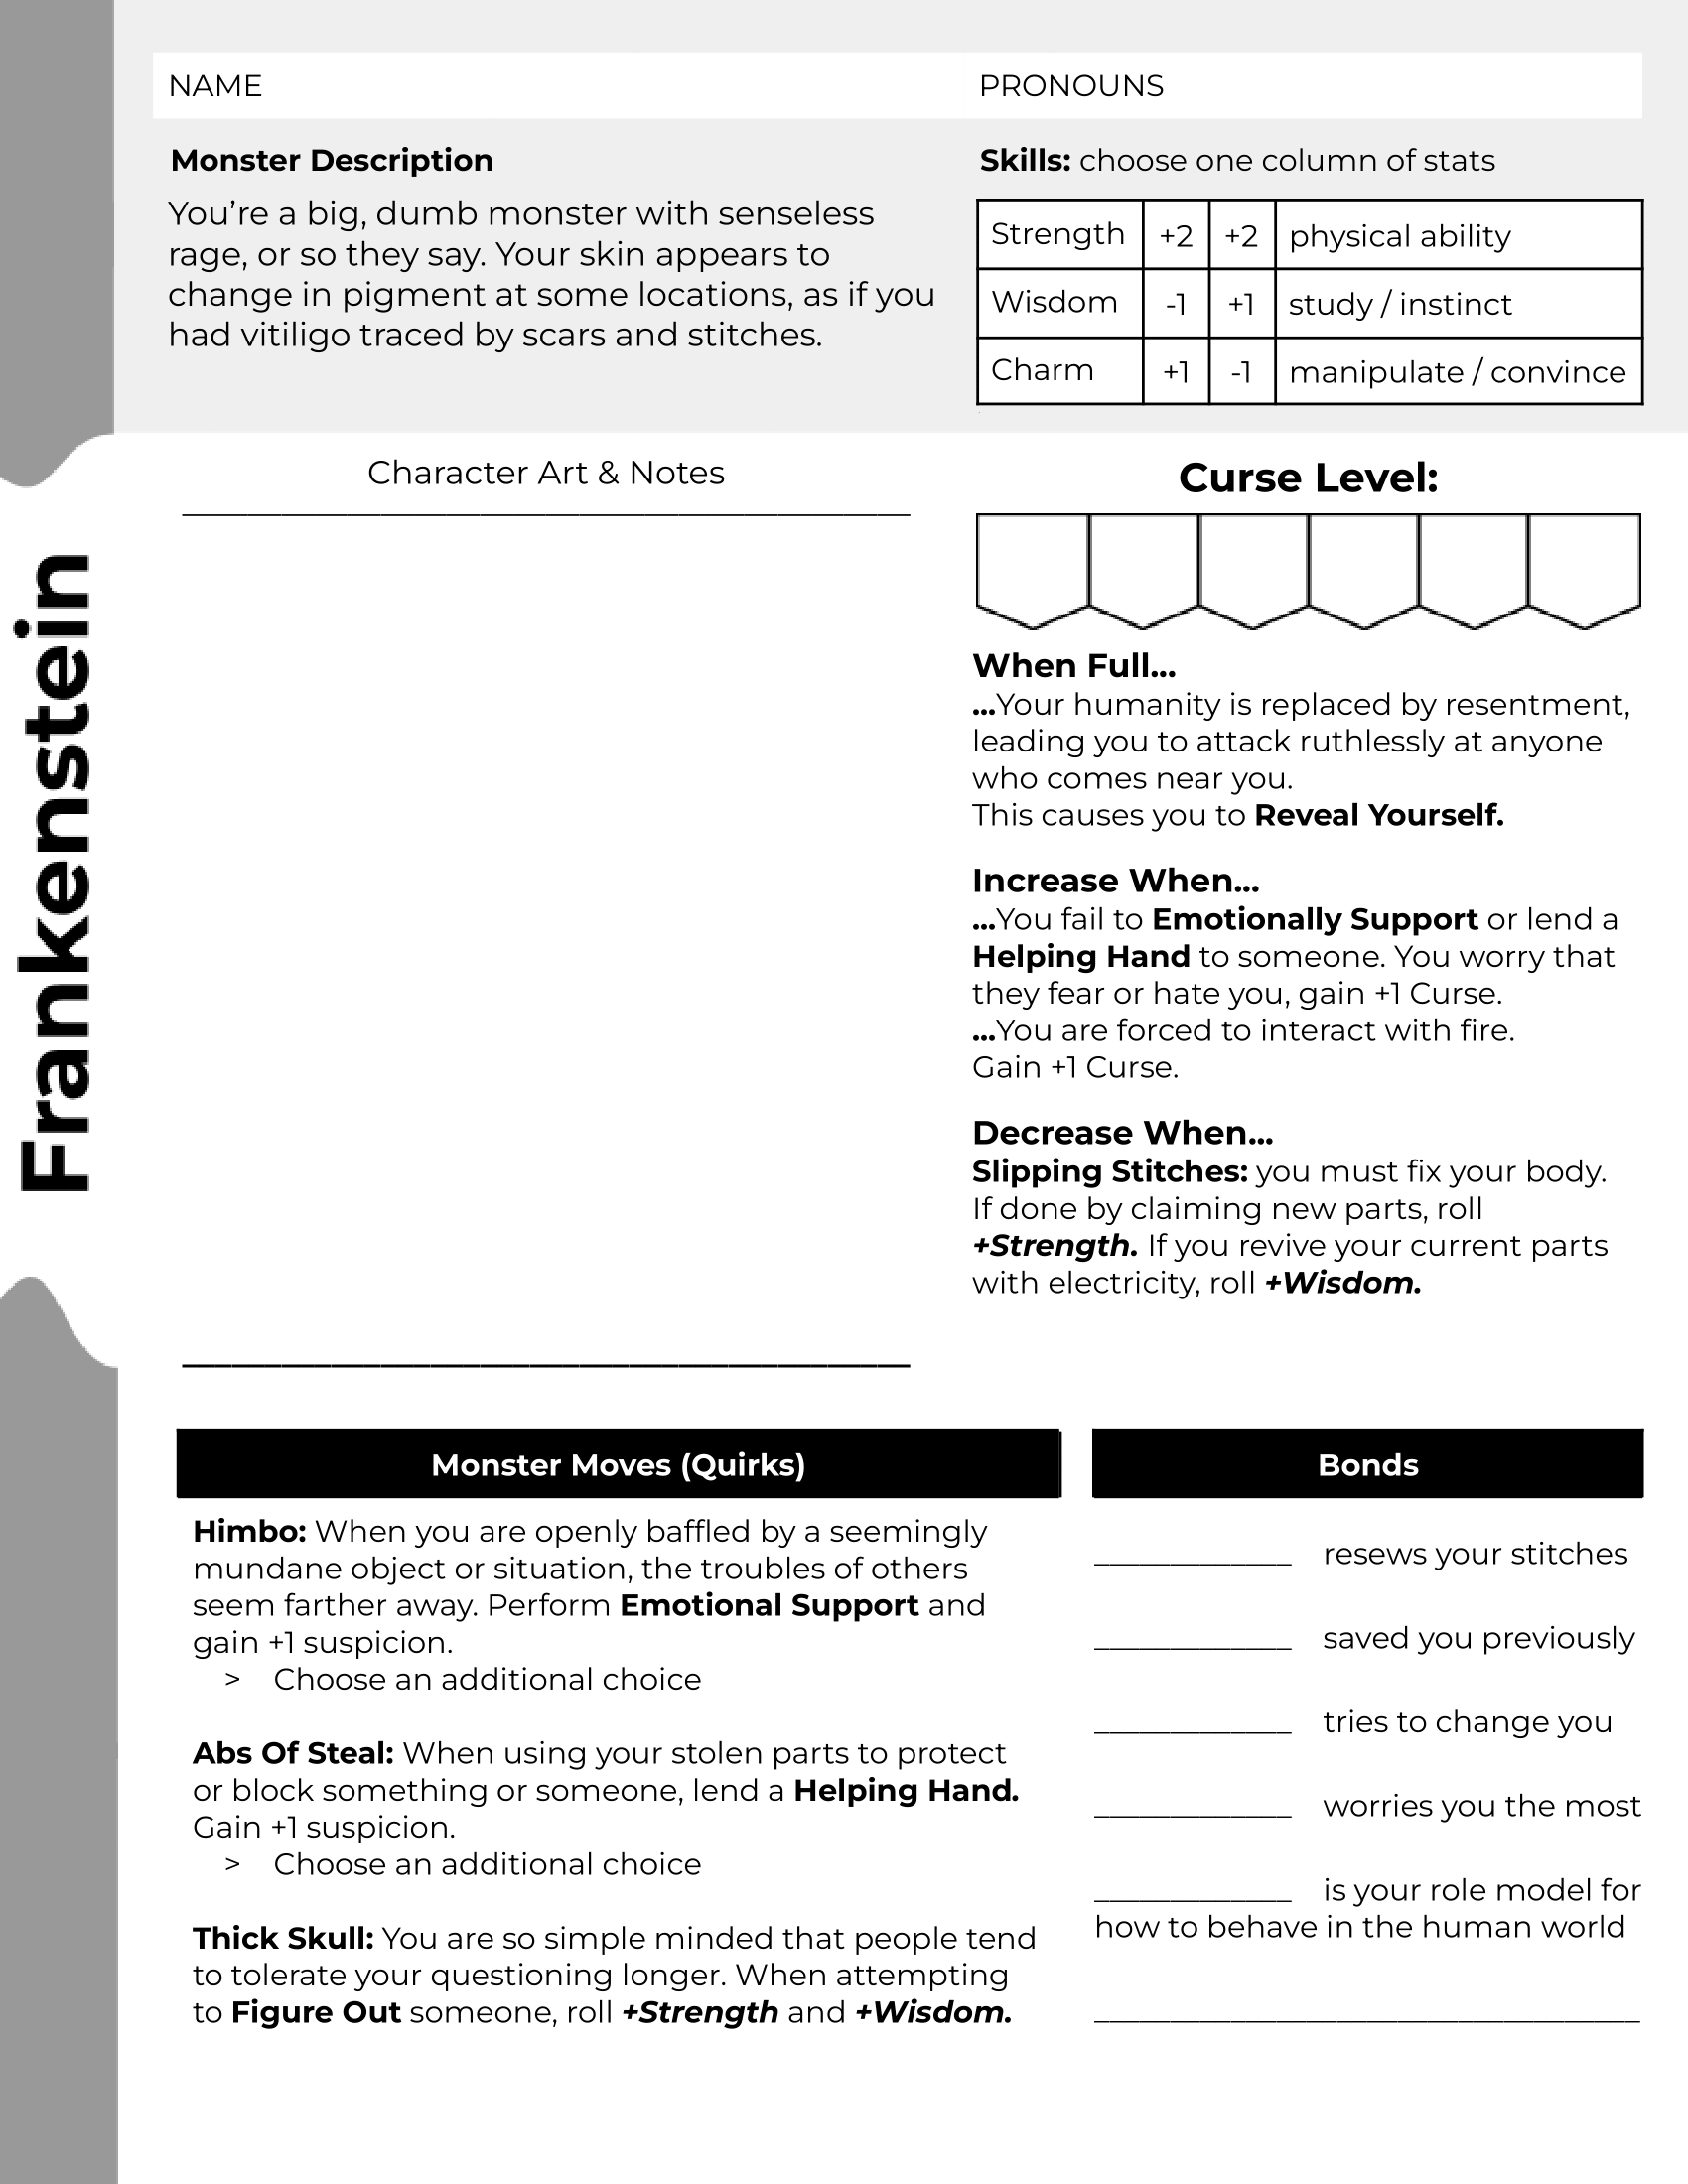 NAME
PRONOUNS
Monster Description
You’re a big, dumb monster with senseless
rage, or so they say. Your skin appears to
change in pigment at some locations, as if you
had vitiligo traced by scars and stitches.
Skills: choose one column of stats
Strength +2 +2 physical ability
Wisdom -1 +1 study / instinct
Charm +1 -1 manipulate / convince
Frankenstein
Character Art & Notes
Curse Level:
When Full...
...Your humanity is replaced by resentment,
leading you to attack ruthlessly at anyone
who comes near you.
This causes you to Reveal Yourself.
Increase When...
...You fail to Emotionally Support or lend a
Helping Hand to someone. You worry that
they fear or hate you, gain +1 Curse.
...You are forced to interact with fire.
Gain +1 Curse.
Decrease When...
Slipping Stitches: you must fix your body.
If done by claiming new parts, roll
+Strength. If you revive your current parts
with electricity, roll +Wisdom.
Monster Moves (Quirks)
Himbo: When you are openly baffled by a seemingly
mundane object or situation, the troubles of others
seem farther away. Perform Emotional Support and
gain +1 suspicion.
> Choose an additional choice
Abs Of Steal: When using your stolen parts to protect
or block something or someone, lend a Helping Hand.
Gain +1 suspicion.
> Choose an additional choice
Thick Skull: You are so simple minded that people tend
to tolerate your questioning longer. When attempting
to Figure Out someone, roll +Strength and +Wisdom.
Bonds
_____________ resews your stitches
_____________ saved you previously
_____________ tries to change you
_____________ worries you the most
_____________ is your role model for
how to behave in the human world